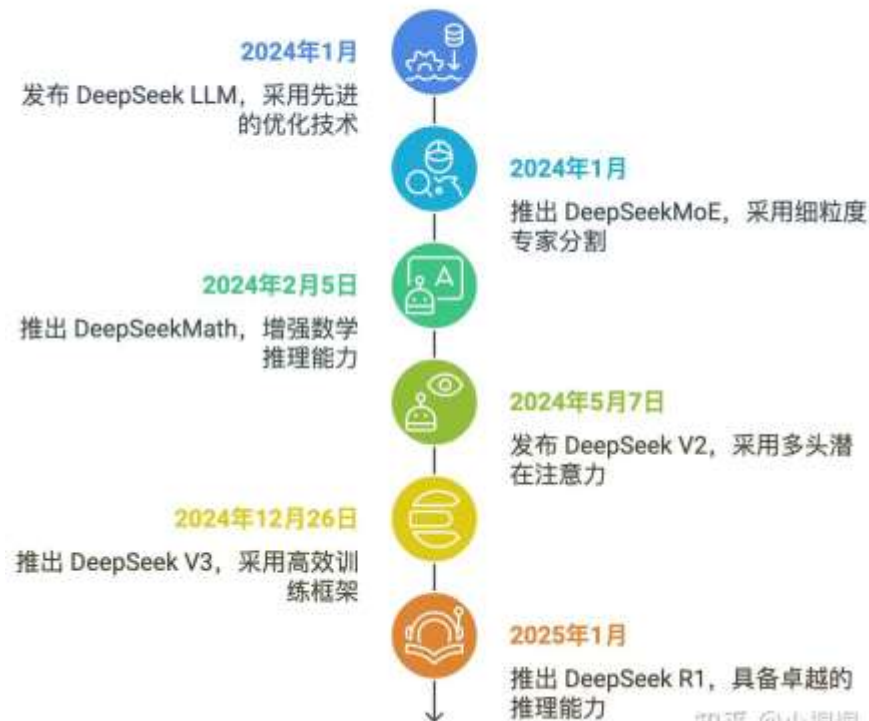 2024年1月
发布 DeepSeek LLM，采用先进
的优化技术
2024年1月
推出 DeepSeekMoE，采用细粒度
专家分割
2024年2月5日
推出 DeepSeekMath，增强数学
推理能力
A
2024年5月7日
发布 DeepSeek V2，采用多头潜
在注意力
2024年12月26日
推出 DeepSeek V3，采用高效训
练框架
2025年1月
推出 DeepSeek R1，具备卓越的
推理能力